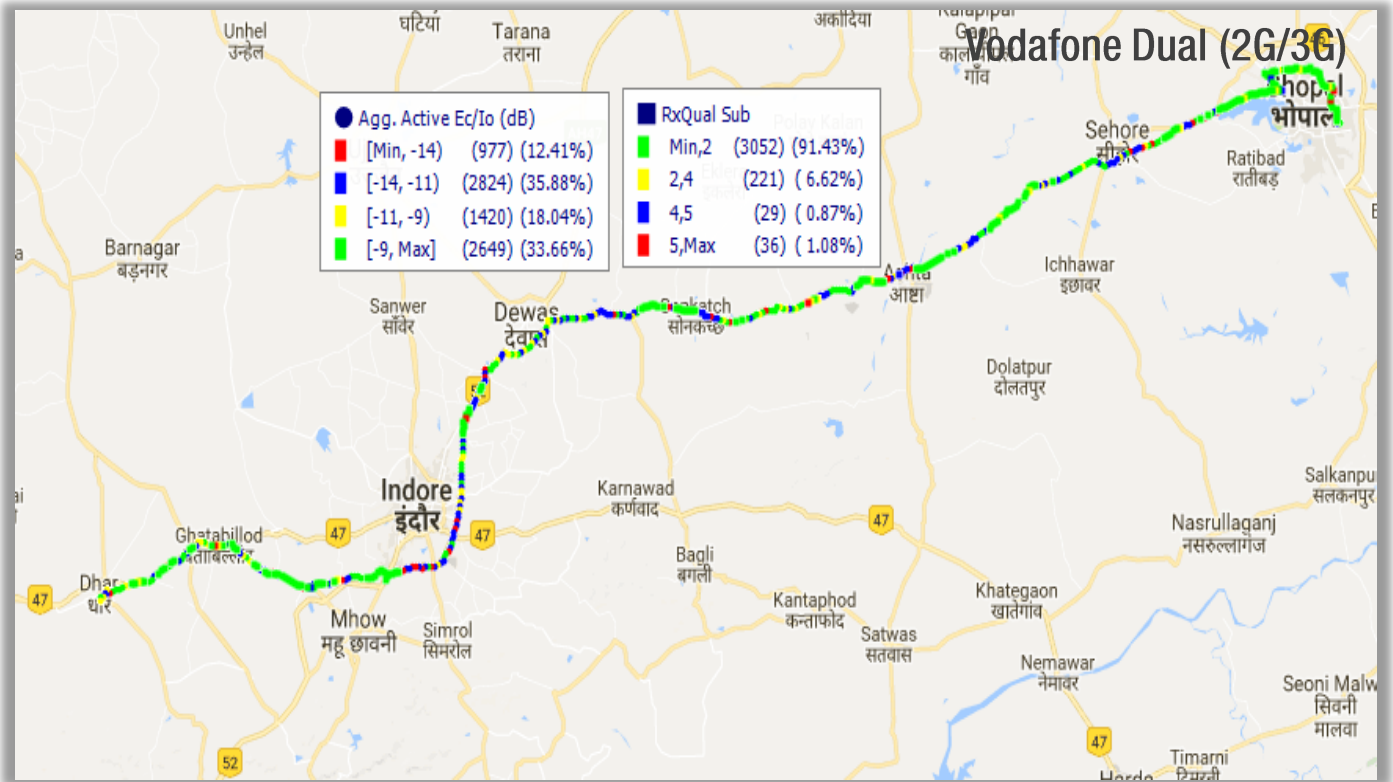 घटिया
अकोदिया
Unhel
उन्हेल
Tarana
तराना
Vodafone Dual (2G/3G)
Agg. Active Ec/Io (dB)
[Min, -14) (977) (12.41%)
[-14, -11) (2824) (35.88%)
[-11, -9) (1420) (18.04%)
[-9, Max] (2649) (33.66%)
RxQual Sub
Min,2 (3052) (91.43%)
2,4 (221) ( 6.62%)
4,5 (29) ( 0.87%)
5,Max (36) ( 1.08%)
भोपाल
Sehore
Ratibad
रातीबड़
Barnagar
बड़नगर
Ichhawar
इछावर
आष्टा
Sanwer
साँवेर
Dewas
देवास
सोनकच्छ
Dolatpur
दोलतपुर
Indore
इंदौर
Karnawad
कर्णवाद
Salkanpu
सलकनपुर
47
47
47
Nasrullaganj
नसरुल्लागंज
Ghatabillod
Bagli
बगली
Dhar
धार
47
Khategaon
खातेगांव
Kantaphod
कन्ताफोद
Mhow
महू छावनी
Simrol
सिमरोल
Satwas
सतवास
Nemawar
नेमावर
Seoni Malw
सिवनी
मालवा
47
52
Timarni